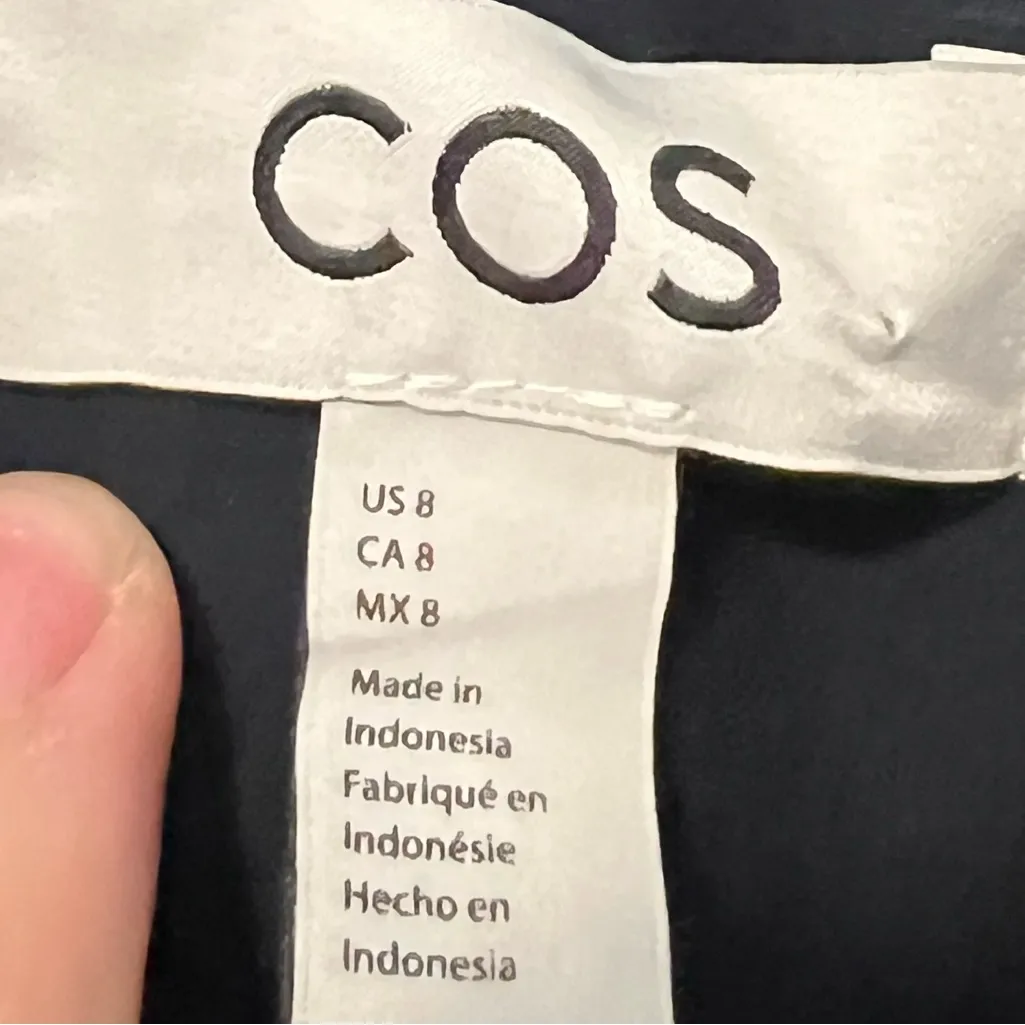 COS
US 8
CA 8
MX 8
Made in
Indonesia
Fabriqué en
Indonésie
Hecho en
Indonesia